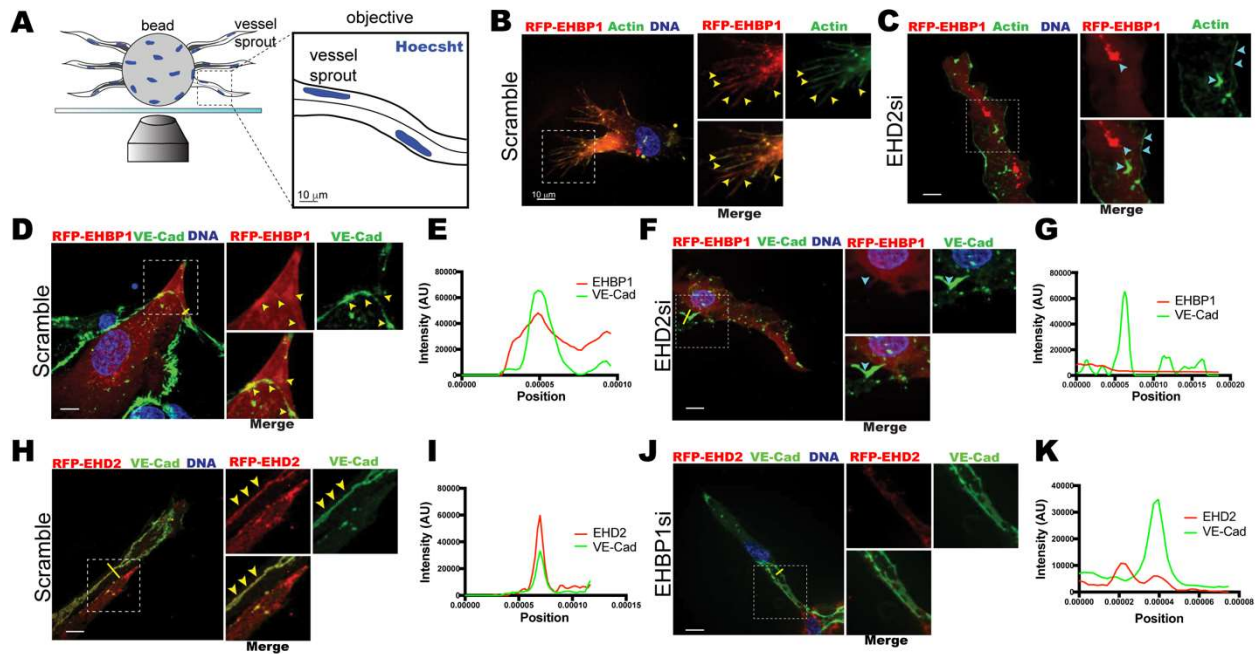 A
bead
vessel
sprout
objective
Hoecsht
vessel
sprout
10 μm
B
RFP-EHBP1 Actin DNA
RFP-EHBP1
Actin
Scramble
10 μm
Merge
C
RFP-EHBP1 Actin DNA
RFP-EHBP1
Actin
EHD2si
Merge
D
RFP-EHBP1 VE-Cad DNA
RFP-EHBP1
VE-Cad
Scramble
Merge
E
80000
60000
40000
20000
0
Intensity (AU)
EHBP1
VE-Cad
0.00000 0.00005 0.00010
Position
F
RFP-EHBP1 VE-Cad DNA
RFP-EHBP1
VE-Cad
EHD2si
Merge
G
80000
60000
40000
20000
0
Intensity (AU)
EHBP1
VE-Cad
0.00000 0.00005 0.00010 0.00015 0.00020
Position
H
RFP-EHD2 VE-Cad DNA
RFP-EHD2
VE-Cad
Scramble
Merge
I
80000
60000
40000
20000
0
Intensity (AU)
EHD2
VE-Cad
0.00000 0.00005 0.00010 0.00015
Position
J
RFP-EHD2 VE-Cad DNA
RFP-EHD2
VE-Cad
EHBP1si
Merge
K
40000
30000
20000
10000
0
Intensity (AU)
EHD2
VE-Cad
0.00000 0.00002 0.00004 0.00006 0.00008
Position